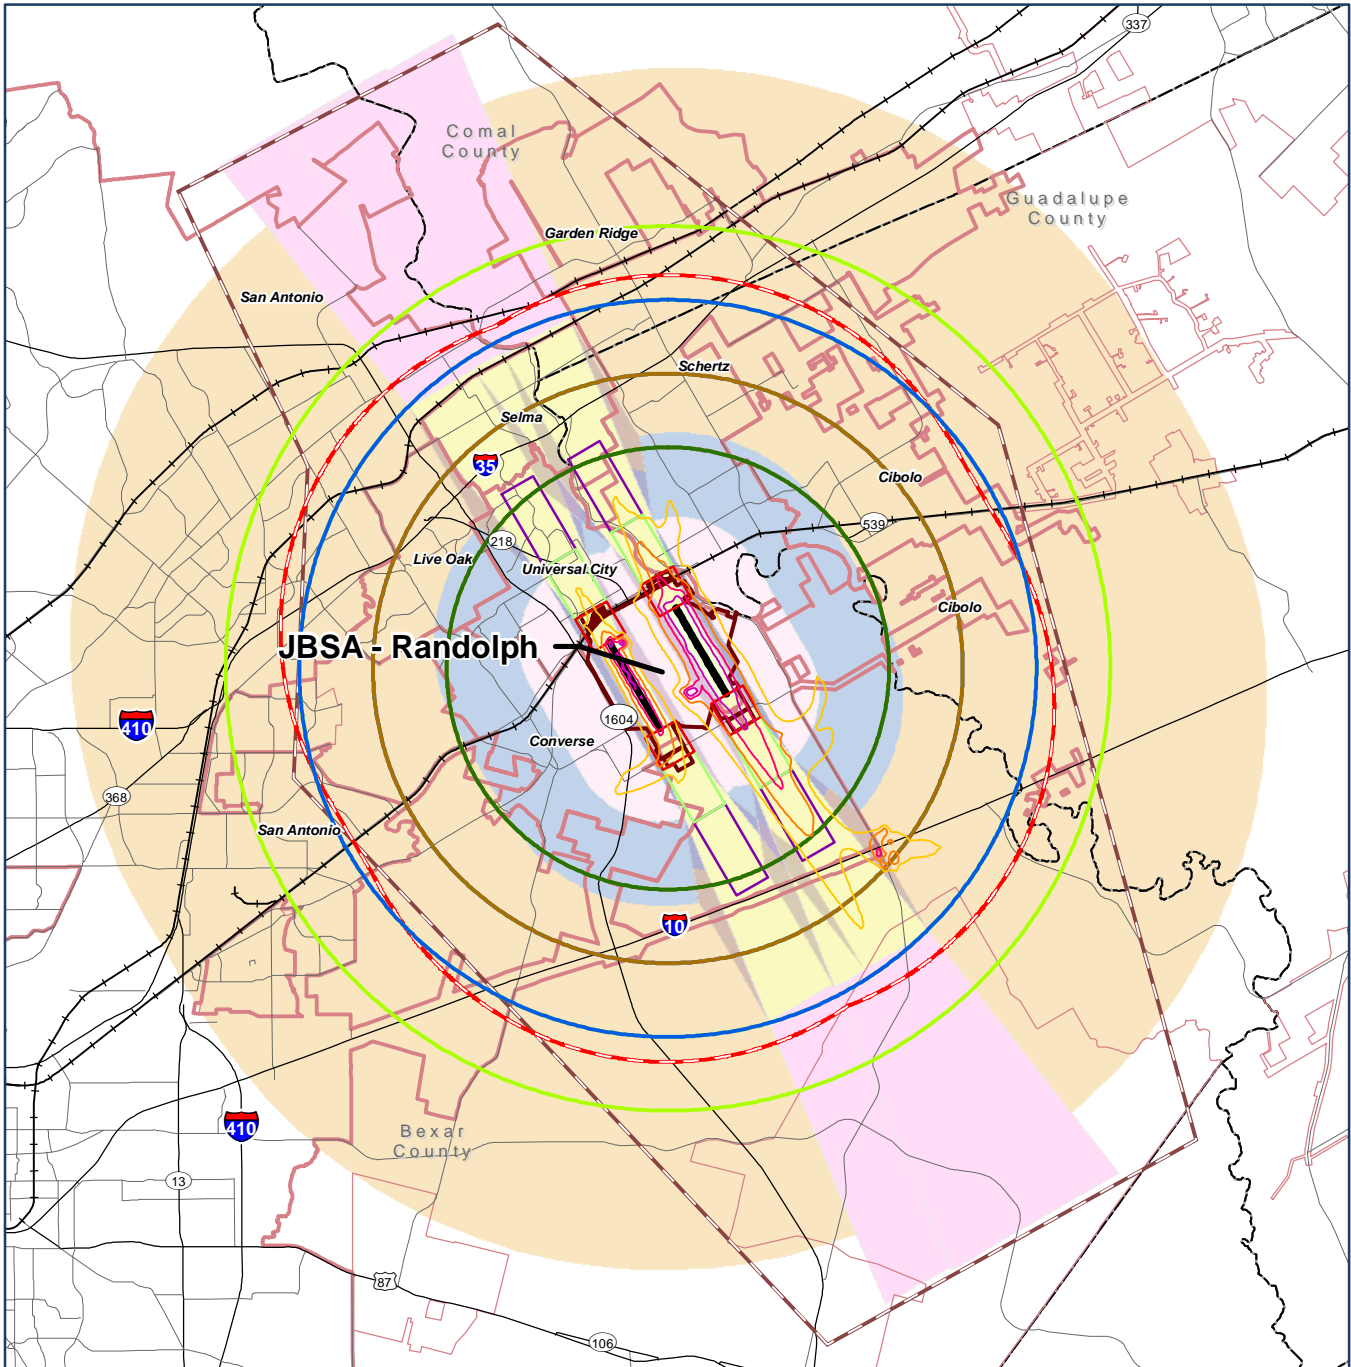 337
Comal
County
Guadalupe
County
Garden Ridge
San Antonio
Schertz
Selma
35
Cibolo
539
218
Live Oak
Universal City
Cibolo
JBSA - Randolph
1604
410
Converse
368
San Antonio
10
410
Bexar
County
13
87
106